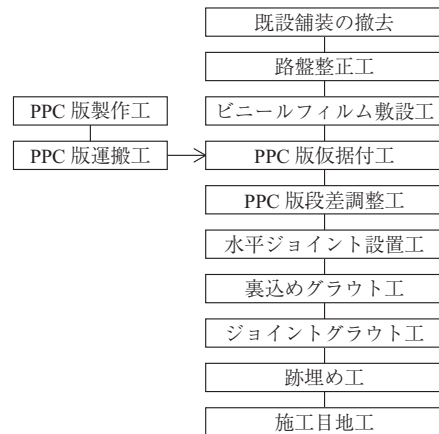 既設舗装の撤去
路盤整正工
PPC 版製作工
ビニールフィルム敷設工
PPC 版運搬工
PPC 版仮据付工
PPC 版段差調整工
水平ジョイント設置工
裏込めグラウト工
ジョイントグラウト工
跡埋め工
施工目地工